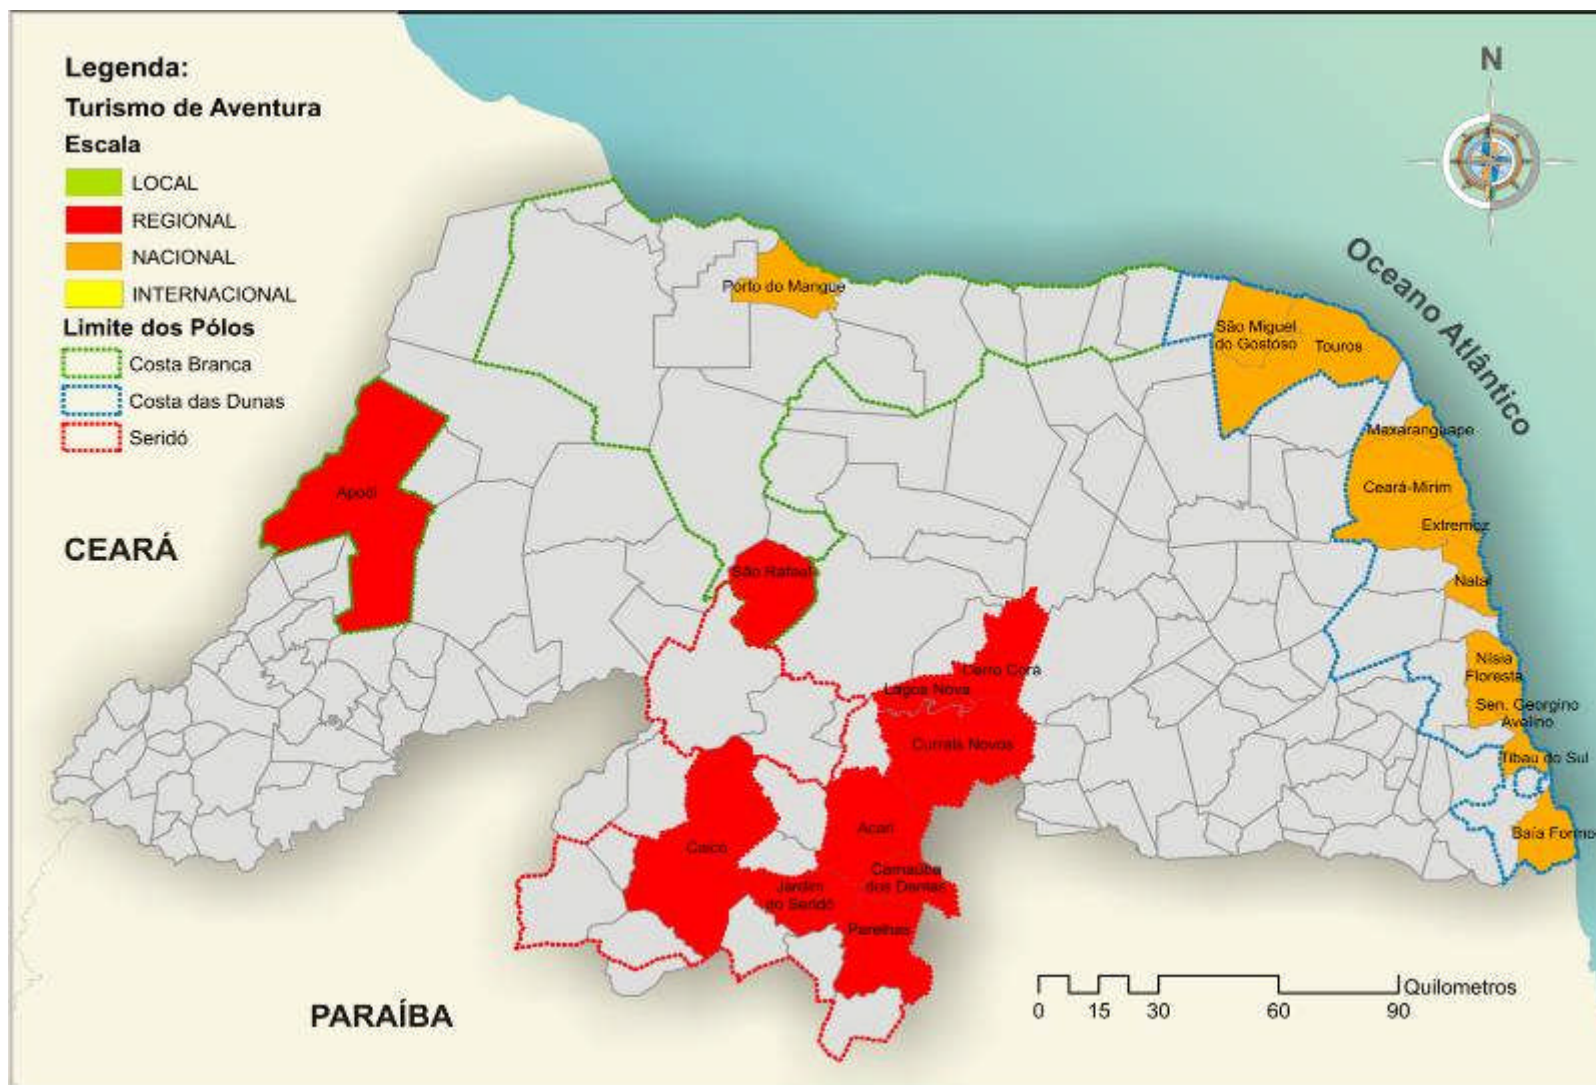 Legenda:
Turismo de Aventura
Escala
LOCAL
REGIONAL
NACIONAL
INTERNACIONAL
Limite dos Pólos
Costa Branca
Costa das Dunas
Seridó
N
Oceano Atlântico
Porto do Mangue
São Miguel
do Gostoso
Touros
Maxaranguape
Ceará-Mirim
Extremoz
Natal
Nísia
Floresta
Sen. Georgino
Avelino
Tibau do Sul
Baía Formo
Apodi
CEARÁ
São Rafael
Cerro Corá
Lagoa Nova
Currais Novos
Acari
Caicó
Carnaúba
dos Dantas
Jardim
do Seridó
Parelhas
PARAÍBA
Quilometros
0 15 30 60 90